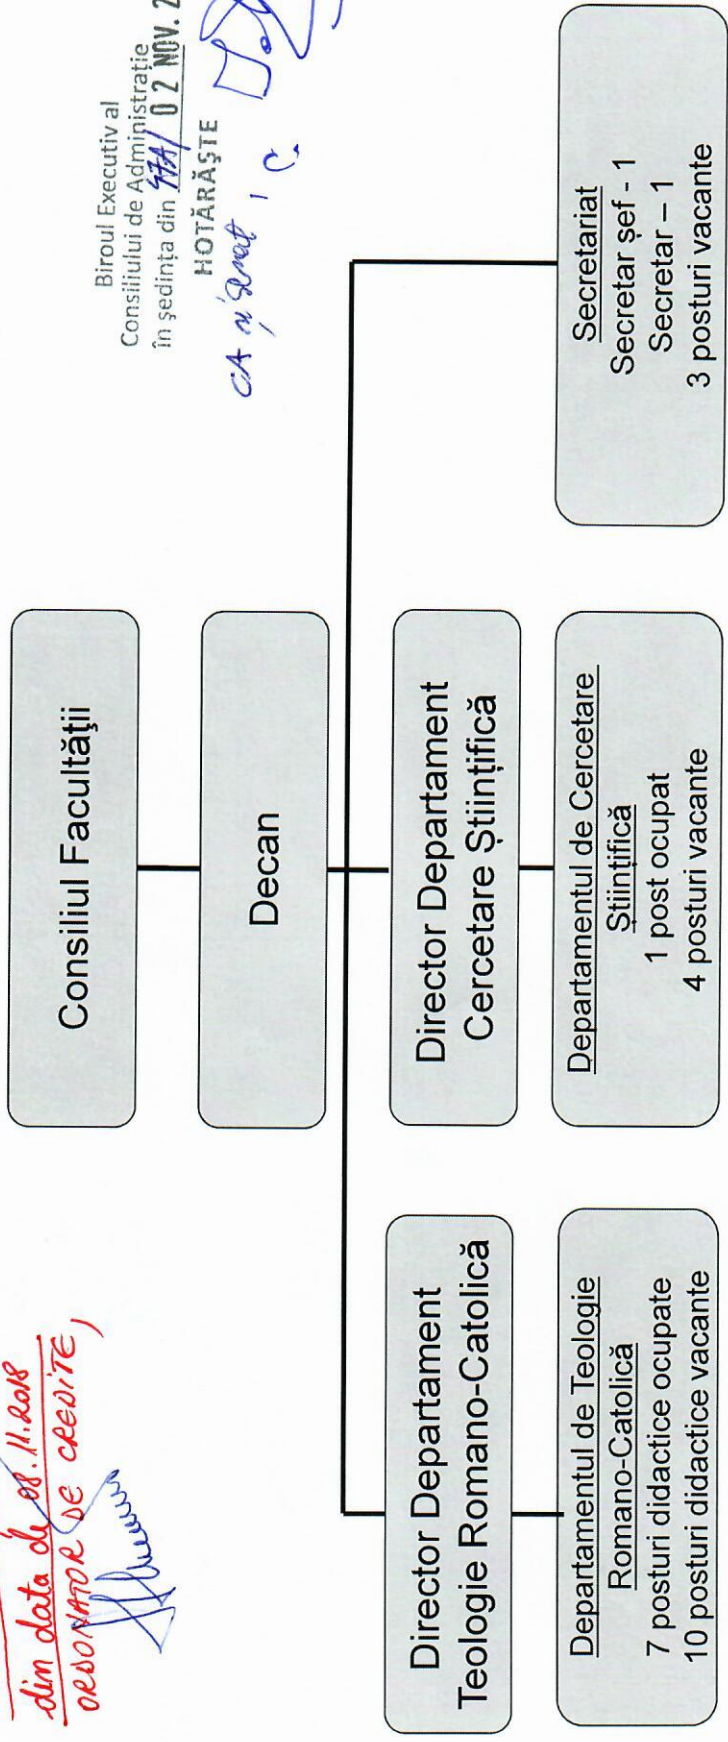 din data de 08.11.2018
ORDONATOR DE CREDITE,
Biroul Executiv al
Consiliului de Administrație
în ședința din 02 NOV. 2
HOTĂRĂȘTE
CA și Senat
Consiliul Facultății
Decan
Director Departament
Teologie Romano-Catolică
Director Departament
Cercetare Științifică
Departamentul de Teologie
Romano-Catolică
7 posturi didactice ocupate
10 posturi didactice vacante
Departamentul de Cercetare
Științifică
1 post ocupat
4 posturi vacante
Secretariat
Secretar șef - 1
Secretar – 1
3 posturi vacante